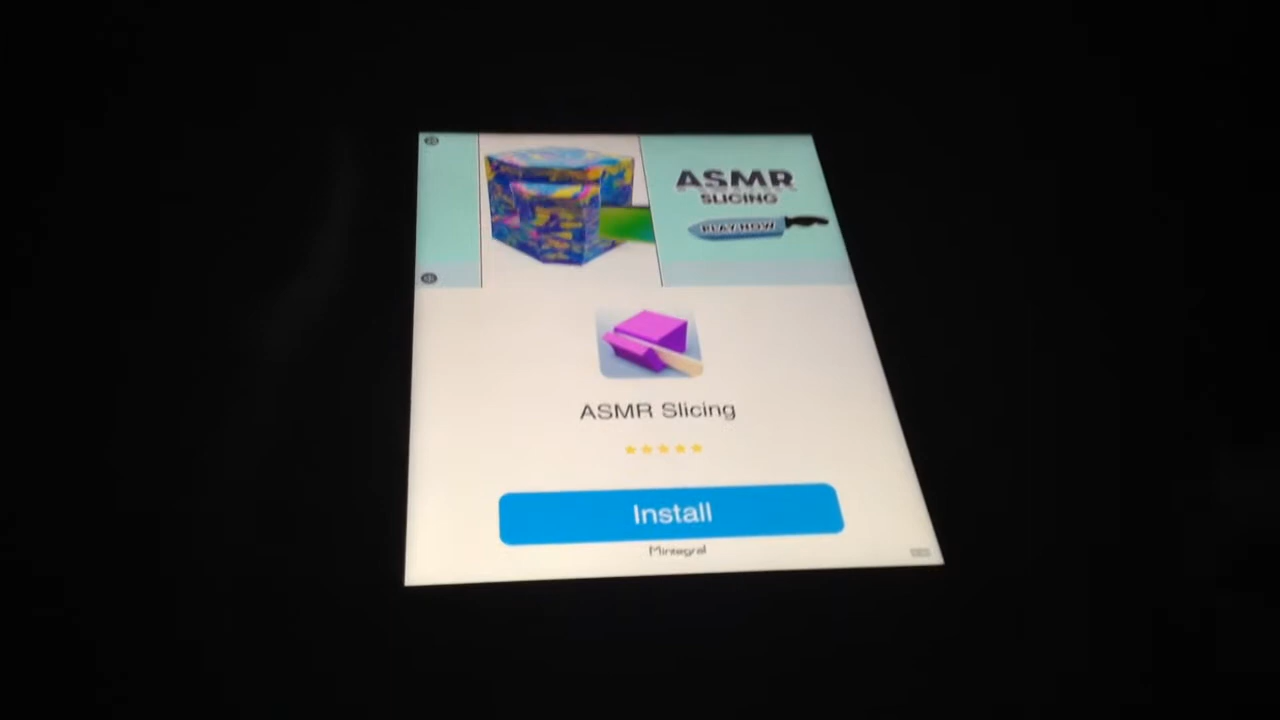 ASMR
SLICING
PLAY NOW
ASMR Slicing
Install
Mintegral